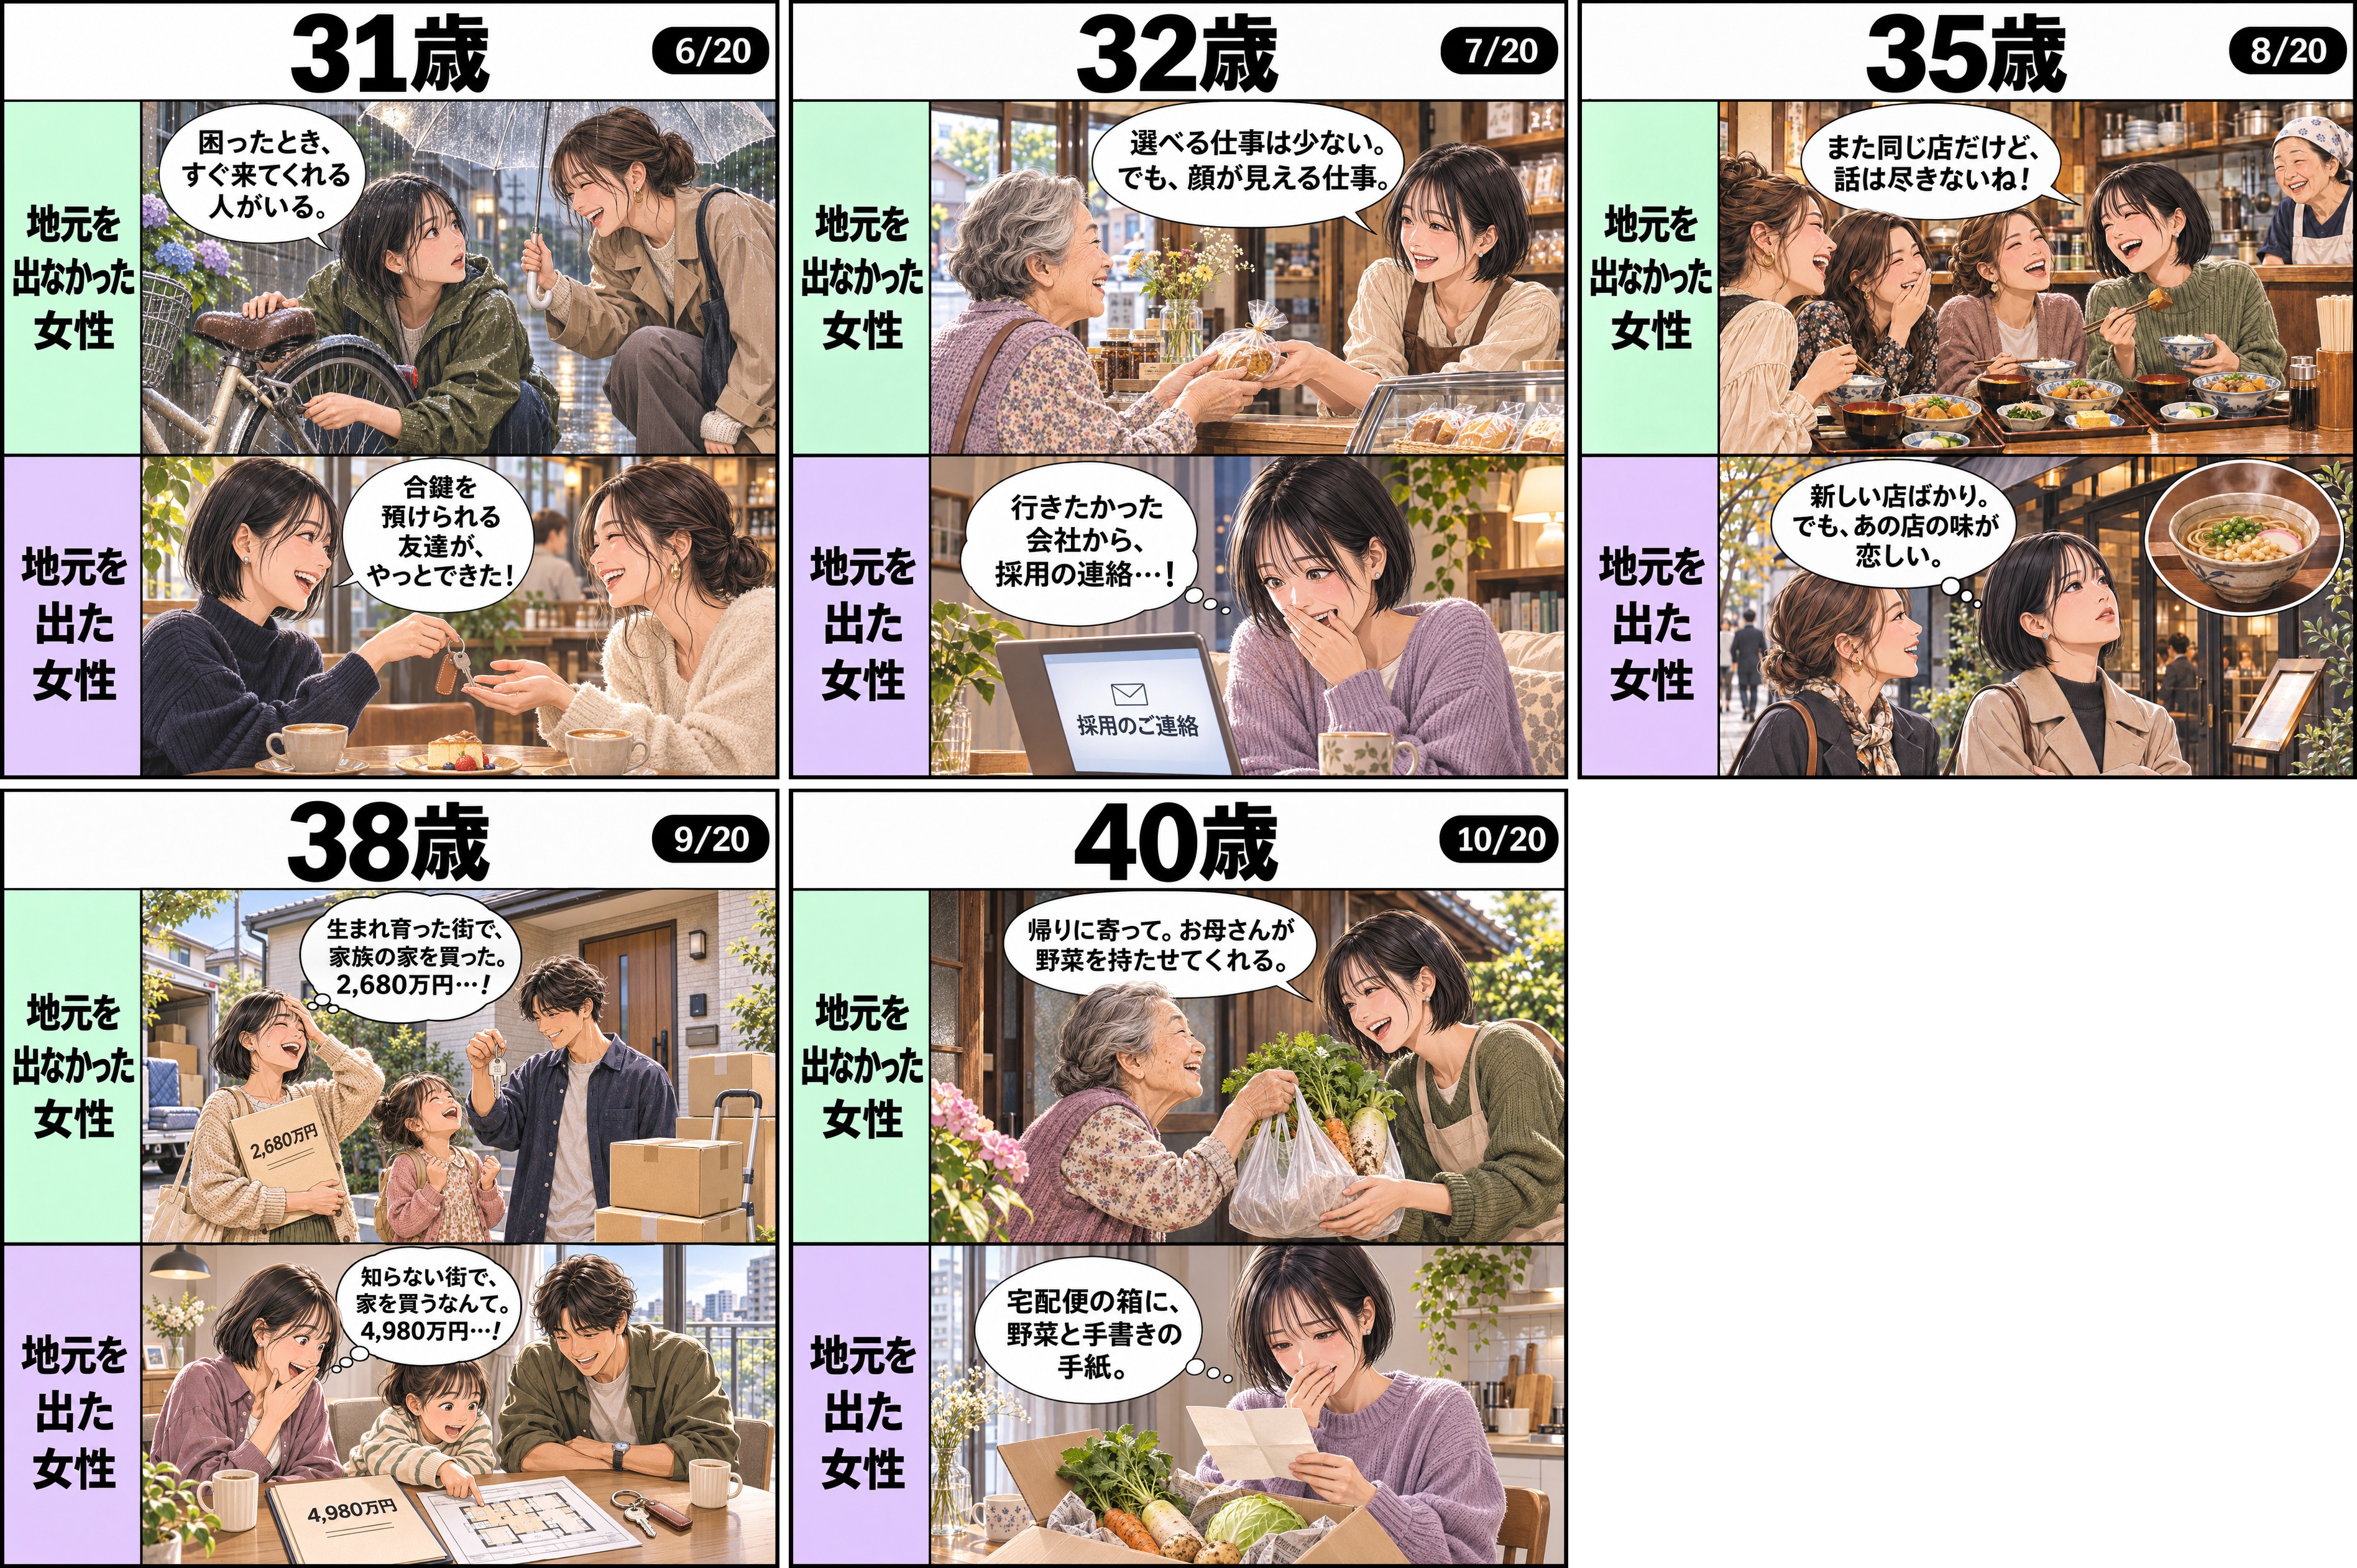 31歳
6/20
地元を
出なかった
女性
困ったとき、
すぐ来てくれる
人がいる。
地元を
出た
女性
合鍵を
預けられる
友達が、
やっとできた!
32歳
7/20
地元を
出なかった
女性
選べる仕事は少ない。
でも、顔が見える仕事。
地元を
出た
女性
行きたかった
会社から、
採用の連絡…!
採用のご連絡
35歳
8/20
地元を
出なかった
女性
また同じ店だけど、
話は尽きないね!
地元を
出た
女性
新しい店ばかり。
でも、あの店の味が
恋しい。
38歳
9/20
地元を
出なかった
女性
生まれ育った街で、
家族の家を買った。
2,680万円…!
2,680万円
地元を
出た
女性
知らない街で、
家を買うなんて。
4,980万円…!
4,980万円
40歳
10/20
地元を
出なかった
女性
帰りに寄って。お母さんが
野菜を持たせてくれる。
地元を
出た
女性
宅配便の箱に、
野菜と手書きの
手紙。